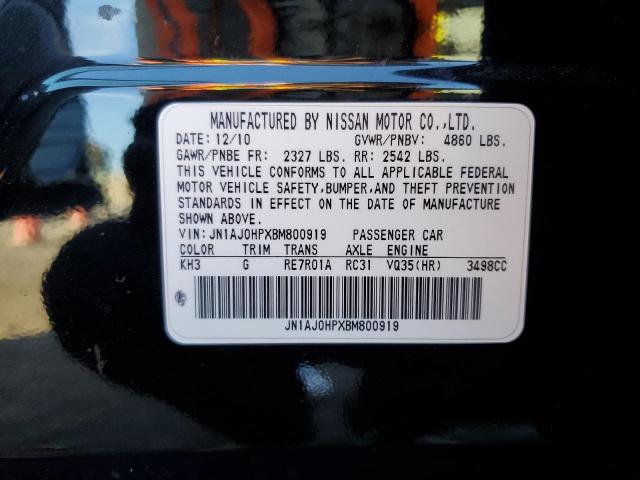 MANUFACTURED BY NISSAN MOTOR CO.,LTD.
DATE: 12/10 GVWR/PNBV: 4860 LBS.
GAWR/PNBE FR: 2327 LBS. RR: 2542 LBS.
THIS VEHICLE CONFORMS TO ALL APPLICABLE FEDERAL
MOTOR VEHICLE SAFETY,BUMPER,AND THEFT PREVENTION
STANDARDS IN EFFECT ON THE DATE OF MANUFACTURE
SHOWN ABOVE.
VIN:JN1AJ0HPXBM800919 PASSENGER CAR
COLOR TRIM TRANS AXLE ENGINE
KH3 G RE7R01A RC31 VQ35(HR) 3498CC
JN1AJ0HPXBM800919